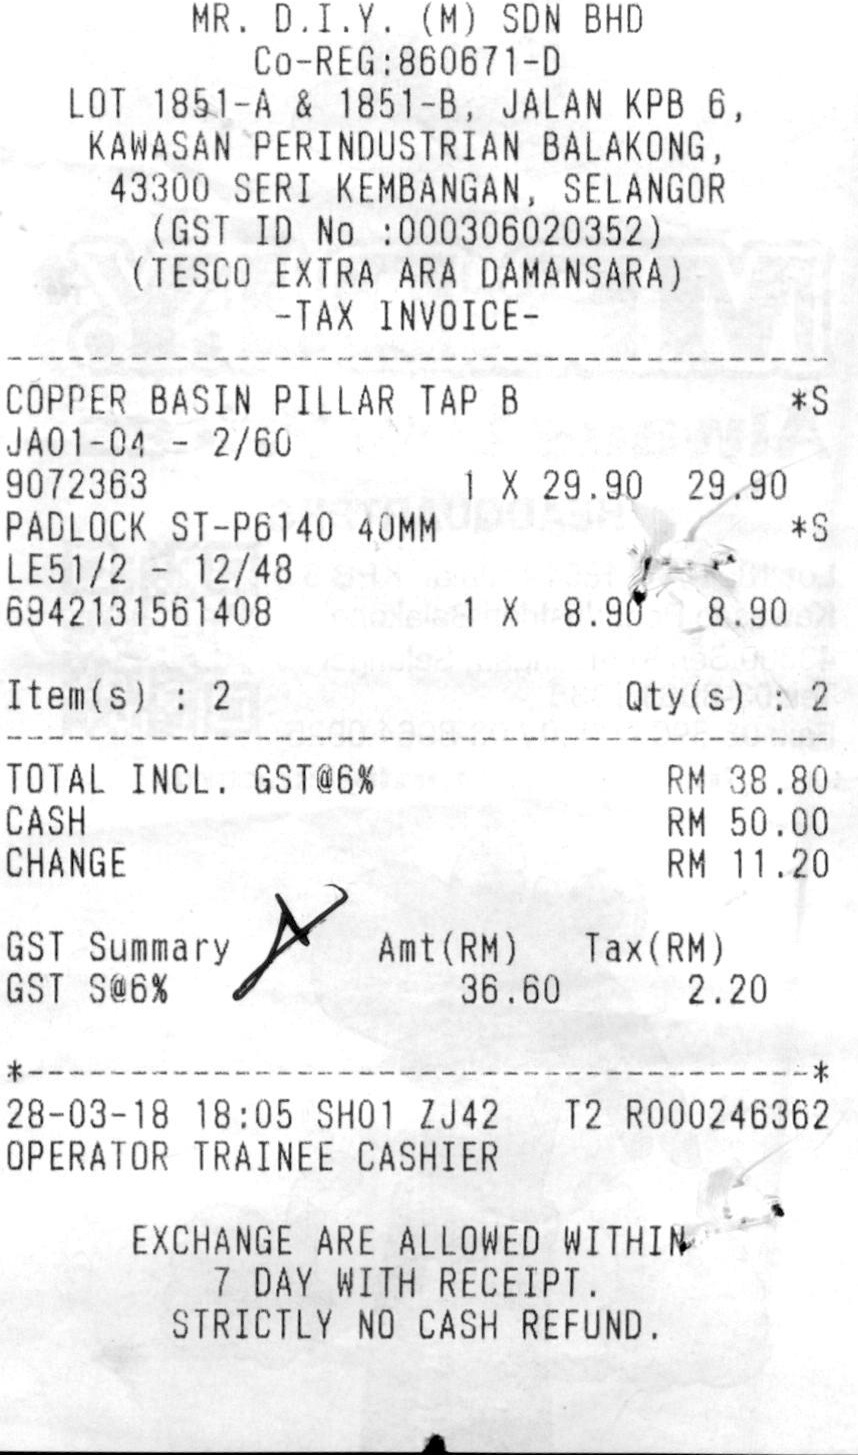 MR. D.I.Y. (M) SDN BHD
Co-REG:860671-D
LOT 1851-A & 1851-B, JALAN KPB 6,
KAWASAN PERINDUSTRIAN BALAKONG,
43300 SERI KEMBANGAN, SELANGOR
(GST ID No :000306020352)
(TESCO EXTRA ARA DAMANSARA)
-TAX INVOICE-
COPPER BASIN PILLAR TAP B *S
JA01-04 - 2/60
9072363 1 X 29.90 29.90
PADLOCK ST-P6140 40MM *S
LE51/2 - 12/48
6942131561408 1 X 8.90 8.90
Item(s) : 2 Qty(s) : 2
TOTAL INCL. GST@6% RM 38.80
CASH RM 50.00
CHANGE RM 11.20
GST Summary Amt(RM) Tax(RM)
GST S@6% 36.60 2.20
*--------------------------------------*
28-03-18 18:05 SH01 ZJ42 T2 R000246362
OPERATOR TRAINEE CASHIER
EXCHANGE ARE ALLOWED WITHIN
7 DAY WITH RECEIPT.
STRICTLY NO CASH REFUND.